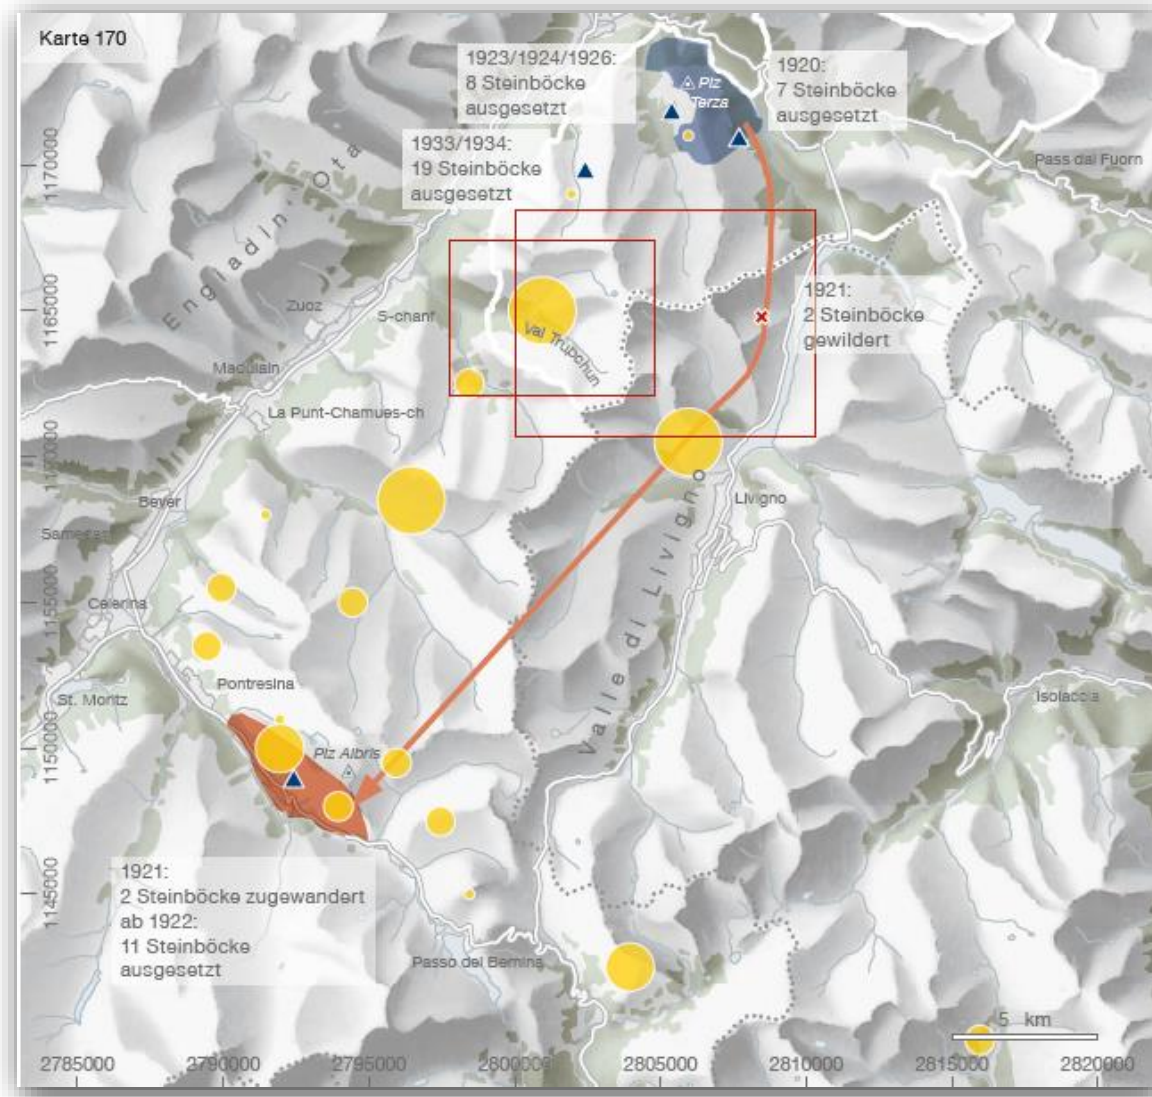 Karte 170
1923/1924/1926:
8 Steinböcke
ausgesetzt
Piz
Terza
1920:
7 Steinböcke
ausgesetzt
1933/1934:
19 Steinböcke
ausgesetzt
Pass dal Fuorn
Engiadin' Ota
1170000
1165000
1155000
1150000
1145000
Zuoz
S-chanf
Val Trupchun
1921:
2 Steinböcke
gewildert
Madulain
La Punt-Chamues-ch
Bever
Samedan
Livigno
Valle di Livigno
Celerina
Pontresina
St. Moritz
Isolaccia
Piz Albris
1921:
2 Steinböcke zugewandert
ab 1922:
11 Steinböcke
ausgesetzt
Passo del Bernina
5 km
2785000
2790000
2795000
2800000
2805000
2810000
2815000
2820000